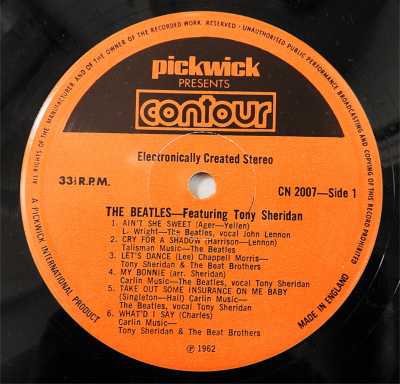 ALL RIGHTS OF THE MANUFACTURER AND OF THE OWNER OF THE RECORDED WORK RESERVED • UNAUTHORISED PUBLIC PERFORMANCE BROADCASTING AND COPYING OF THIS RECORD PROHIBITED
pickwick
PRESENTS
contour
Electronically Created Stereo
33⅓ R.P.M.
CN 2007—Side 1
THE BEATLES—Featuring Tony Sheridan
1. AIN'T SHE SWEET (Ager—Yellen)
L. Wright—The Beatles, vocal John Lennon
2. CRY FOR A SHADOW (Harrison—Lennon)
Talisman Music—The Beatles
3. LET'S DANCE (Lee) Chappel Morris—
Tony Sheridan & The Beat Brothers
4. MY BONNIE (arr. Sheridan)
Carlin Music—The Beatles, vocal Tony Sheridan
5. TAKE OUT SOME INSURANCE ON ME BABY
(Singleton—Hall) Carlin Music—
The Beatles, vocal Tony Sheridan
6. WHAT'D I SAY (Charles)
Carlin Music—
Tony Sheridan & The Beat Brothers
℗ 1962
A PICKWICK INTERNATIONAL PRODUCT
MADE IN ENGLAND